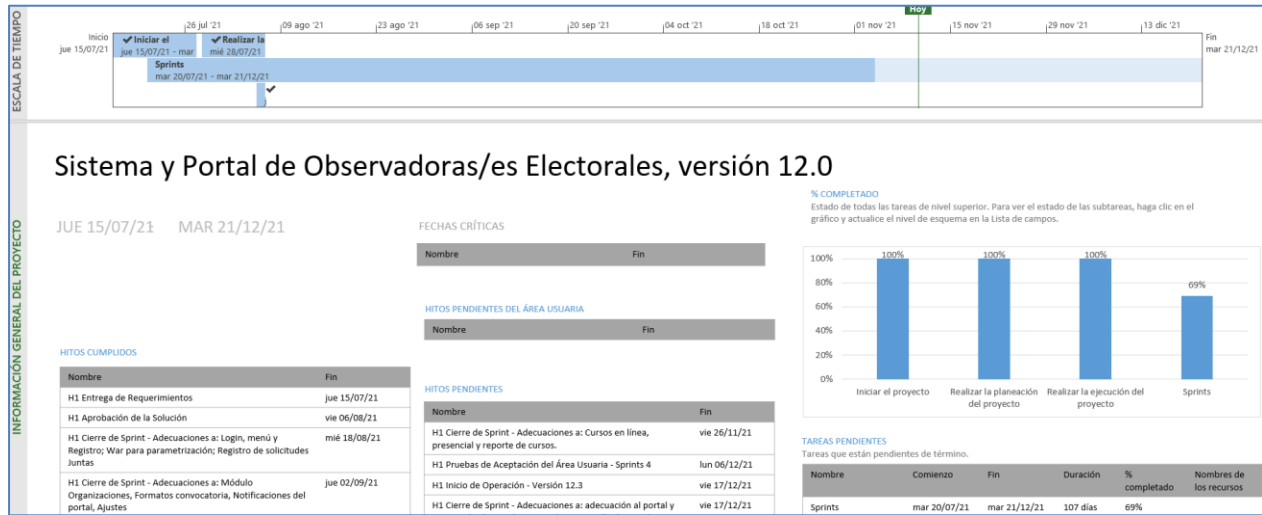 ESCALA DE TIEMPO
Hoy
26 jul '21
09 ago '21
23 ago '21
06 sep '21
20 sep '21
04 oct '21
18 oct '21
01 nov '21
15 nov '21
29 nov '21
13 dic '21
Inicio
jue 15/07/21
✔ Iniciar el
jue 15/07/21 - mar
✔ Realizar la
mié 28/07/21
Sprints
mar 20/07/21 - mar 21/12/21
✔
Fin
mar 21/12/21
INFORMACIÓN GENERAL DEL PROYECTO
Sistema y Portal de Observadoras/es Electorales, versión 12.0
JUE 15/07/21 - MAR 21/12/21
HITOS CUMPLIDOS
Nombre Fin
H1 Entrega de Requerimientos jue 15/07/21
H1 Aprobación de la Solución vie 06/08/21
H1 Cierre de Sprint - Adecuaciones a: Login, menú y mié 18/08/21
Registro; War para parametrización; Registro de solicitudes
Juntas
H1 Cierre de Sprint - Adecuaciones a: Módulo jue 02/09/21
Organizaciones, Formatos convocatoria, Notificaciones del
portal, Ajustes
FECHAS CRÍTICAS
Nombre Fin
HITOS PENDIENTES DEL ÁREA USUARIA
Nombre Fin
HITOS PENDIENTES
Nombre Fin
H1 Cierre de Sprint - Adecuaciones a: Cursos en línea, vie 26/11/21
presencial y reporte de cursos.
H1 Pruebas de Aceptación del Área Usuaria - Sprints 4 lun 06/12/21
H1 Inicio de Operación - Versión 12.3 vie 17/12/21
H1 Cierre de Sprint - Adecuaciones a: adecuación al portal y vie 17/12/21
% COMPLETADO
Estado de todas las tareas de nivel superior. Para ver el estado de las subtareas, haga clic en el
gráfico y actualice el nivel de esquema en la Lista de campos.
100%
80%
60%
40%
20%
0%
100%
100%
100%
69%
Iniciar el proyecto
Realizar la planeación
del proyecto
Realizar la ejecución del
proyecto
Sprints
TAREAS PENDIENTES
Tareas que están pendientes de término.
Nombre Comienzo Fin Duración % completado Nombres de los recursos
Sprints mar 20/07/21 mar 21/12/21 107 días 69%